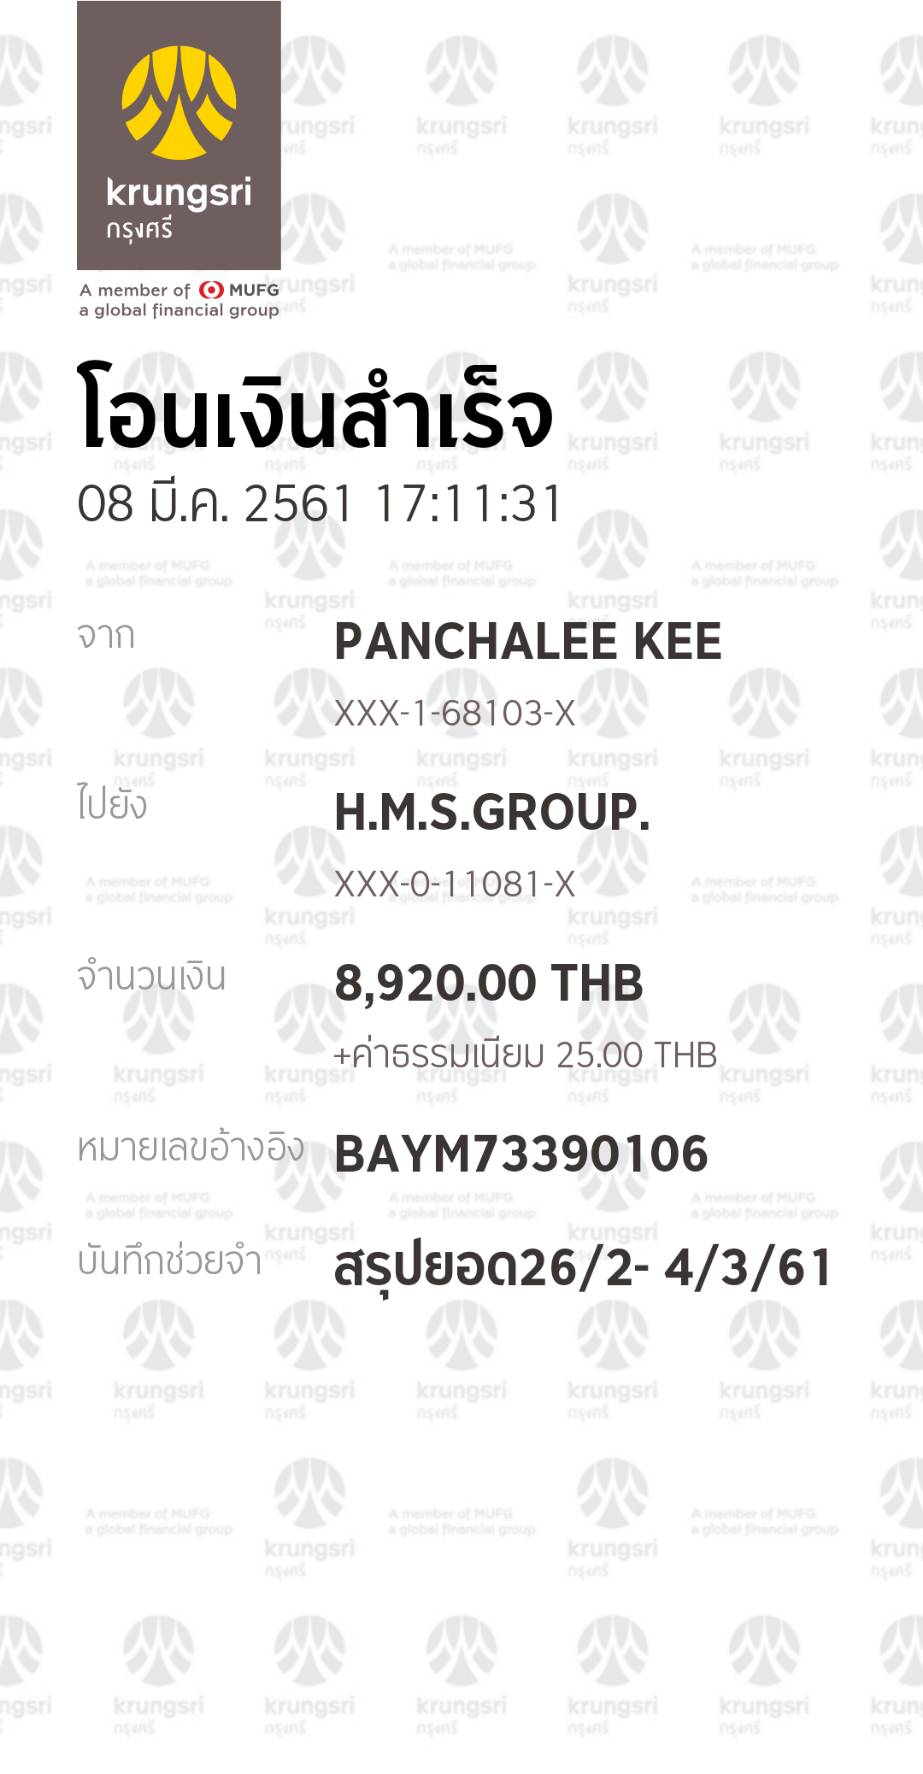 krungsri
กรุงศรี
A member of MUFG
a global financial group
โอนเงินสำเร็จ
08 มี.ค. 2561 17:11:31
จาก PANCHALEE KEE
XXX-1-68103-X
ไปยัง H.M.S.GROUP.
XXX-0-11081-X
จำนวนเงิน 8,920.00 THB
+ค่าธรรมเนียม 25.00 THB
หมายเลขอ้างอิง BAYM73390106
บันทึกช่วยจำ สรุปยอด26/2- 4/3/61